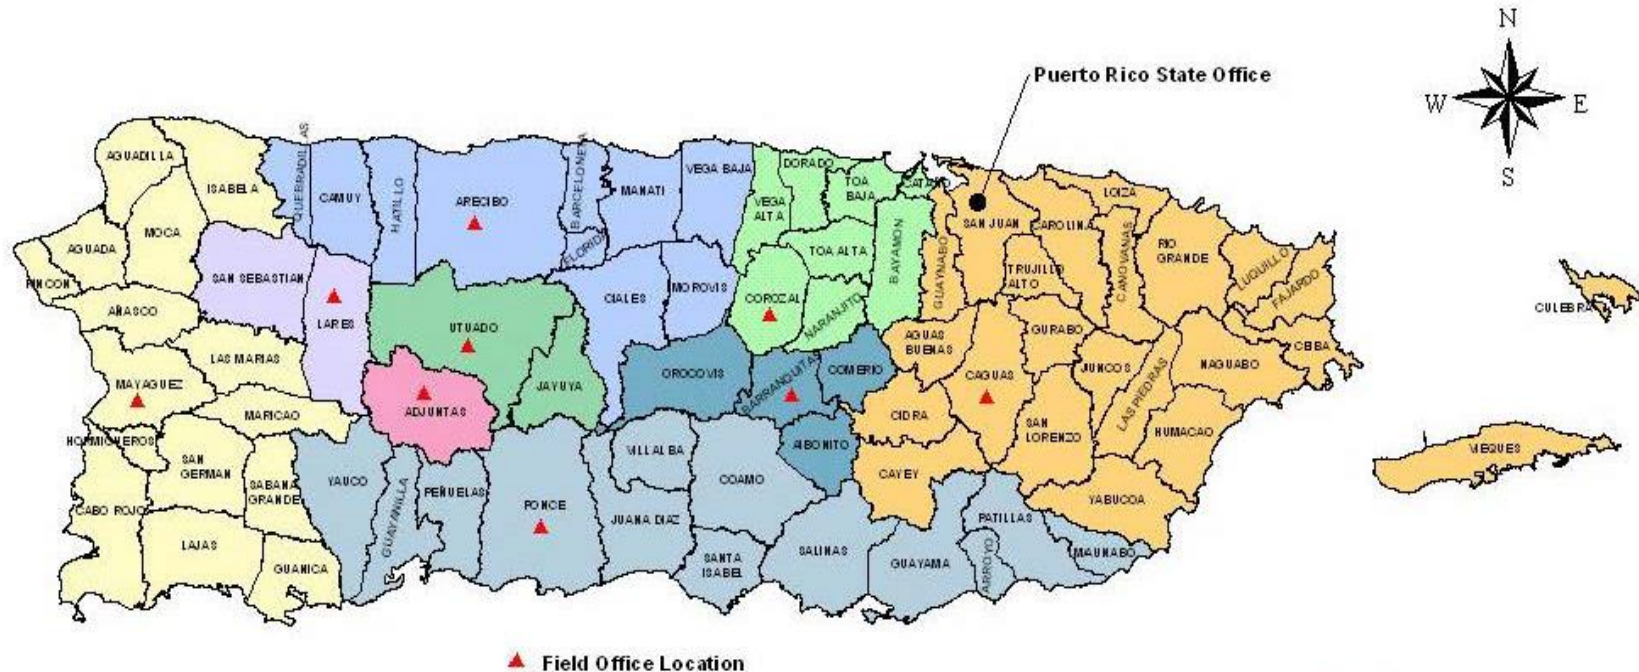 N
Puerto Rico State Office
W
E
S
AGUADILLA
ISABELA
QUEBRADILLAS
CAMUY
HATILLO
ARECIBO
BARCELONETA
FLORIDA
MANATI
VEGA BAJA
VEGA
ALTA
DORADO
TOA
BAJA
CATAÑO
TOA ALTA
BAYAMON
GUAYNABO
SAN JUAN
TRUJILLO
ALTO
CAROLINA
LOIZA
CANOVANAS
RIO
GRANDE
LUQUILLO
FAJARDO
CEIBA
CULEBRA
MOCA
AGUADA
RINCON
AÑASCO
SAN SEBASTIAN
LARES
UTUADO
JAYUYA
ADJUNTAS
CIALES
MOROVIS
COROZAL
NARANJITO
OROCOVIS
BARRANQUITAS
COMERIO
AIBONITO
AGUAS
BUENAS
CIDRA
CAYEY
CAGUAS
GURABO
JUNCOS
SAN
LORENZO
LAS PIEDRAS
NAGUABO
HUMACAO
YABUCOA
VIEQUES
LAS MARIAS
MAYAGUEZ
MARICAO
HORMIGUEROS
SAN
GERMAN
SABANA
GRANDE
CABO ROJO
LAJAS
GUANICA
YAUCO
GUAYANILLA
PEÑUELAS
PONCE
VILLALBA
JUANA DIAZ
COAMO
SANTA
ISABEL
SALINAS
GUAYAMA
ARROYO
PATILLAS
MAUNABO
Field Office Location